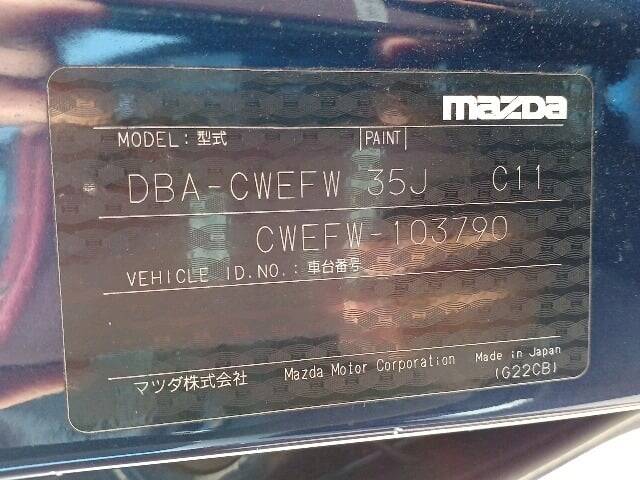 mazda
MODEL: 型式 PAINT
DBA-CWEFW 35J C11
CWEFW-103790
VEHICLE ID.NO.: 車台番号
マツダ株式会社 Mazda Motor Corporation Made in Japan
(G22CB)